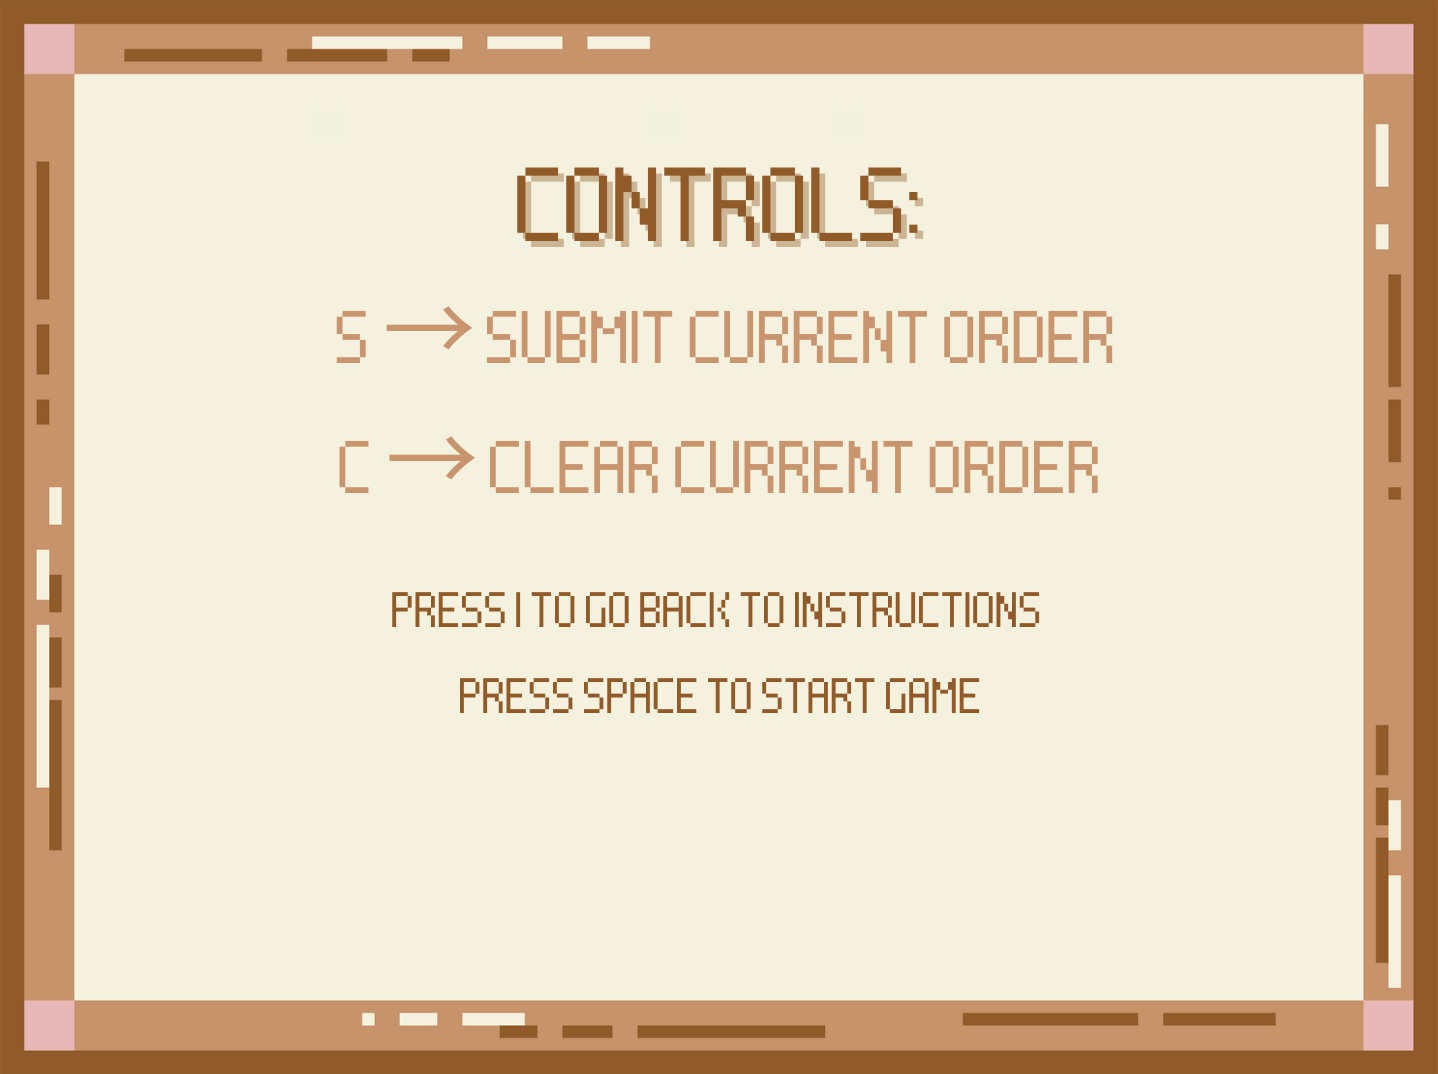 CONTROLS:
S → SUBMIT CURRENT ORDER
C → CLEAR CURRENT ORDER
PRESS I TO GO BACK TO INSTRUCTIONS
PRESS SPACE TO START GAME